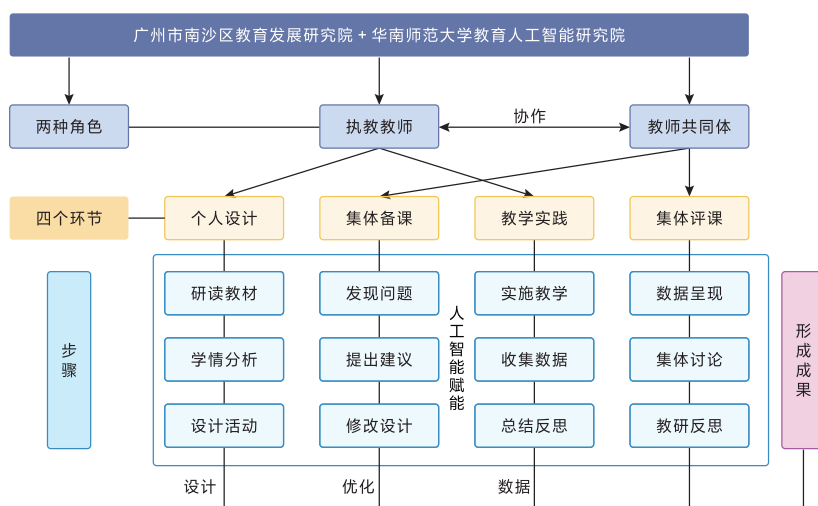 广州市南沙区教育发展研究院+华南师范大学教育人工智能研究院
两种角色
执教教师
协作
教师共同体
四个环节
个人设计
集体备课
教学实践
集体评课
步骤
研读教材
发现问题
实施教学
数据呈现
学情分析
提出建议
收集数据
集体讨论
设计活动
修改设计
总结反思
教研反思
人工智能赋能
形成成果
设计
优化
数据